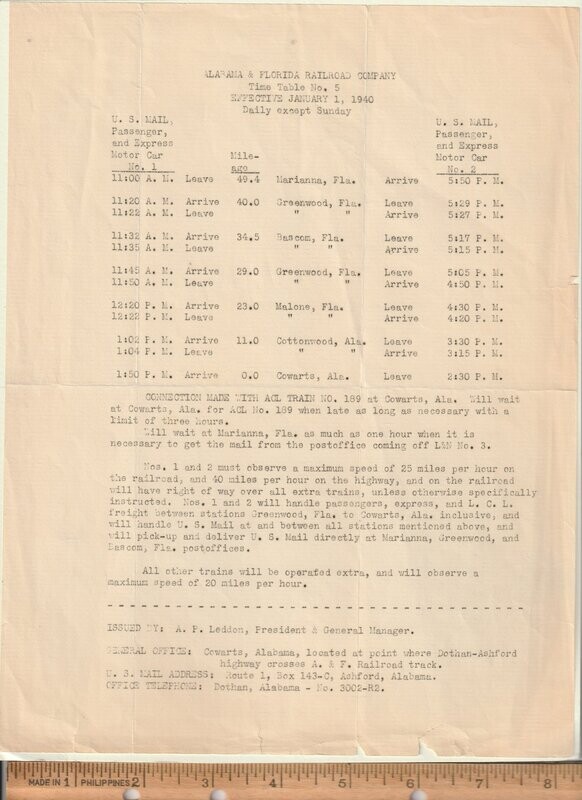 ALABAMA & FLORIDA RAILROAD COMPANY
Time Table No. 5
EFFECTIVE JANUARY 1, 1940
Daily except Sunday
U. S. MAIL, U. S. MAIL,
Passenger, Passenger,
and Express and Express
Motor Car Mile- Motor Car
No. 1 age No. 2
11:00 A. M. Leave 49.4 Marianna, Fla. Arrive 5:50 P. M.
11:20 A. M. Arrive 40.0 Greenwood, Fla. Leave 5:29 P. M.
11:22 A. M. Leave " " Arrive 5:27 P. M.
11:32 A. M. Arrive 34.5 Bascom, Fla. Leave 5:17 P. M.
11:35 A. M. Leave " " Arrive 5:15 P. M.
11:45 A. M. Arrive 29.0 Greenwood, Fla. Leave 5:05 P. M.
11:50 A. M. Leave " " Arrive 4:50 P. M.
12:20 P. M. Arrive 23.0 Malone, Fla. Leave 4:30 P. M.
12:22 P. M. Leave " " Arrive 4:20 P. M.
1:02 P. M. Arrive 11.0 Cottonwood, Ala. Leave 3:30 P. M.
1:04 P. M. Leave " " Arrive 3:15 P. M.
1:50 P. M. Arrive 0.0 Cowarts, Ala. Leave 2:30 P. M.
CONNECTION MADE WITH ACL TRAIN NO. 189 at Cowarts, Ala. Will wait
at Cowarts, Ala. for ACL No. 189 when late as long as necessary with a
limit of three hours.
Will wait at Marianna, Fla. as much as one hour when it is
necessary to get the mail from the postoffice coming off L&N No. 3.
Nos. 1 and 2 must observe a maximum speed of 25 miles per hour on
the railroad, and 40 miles per hour on the highway, and on the railroad
will have right of way over all extra trains, unless otherwise specifically
instructed. Nos. 1 and 2 will handle passengers, express, and L. C. L.
freight between stations Greenwood, Fla. to Cowarts, Ala. inclusive, and
will handle U. S. Mail at and between all stations mentioned above, and
will pick-up and deliver U. S. Mail directly at Marianna, Greenwood, and
Bascom, Fla. postoffices.
All other trains will be operated extra, and will observe a
maximum speed of 20 miles per hour.
ISSUED BY: A. P. Leddon, President & General Manager.
GENERAL OFFICE: Cowarts, Alabama, located at point where Dothan-Ashford
highway crosses A. & F. Railroad track.
U. S. MAIL ADDRESS: Route 1, Box 143-C, Ashford, Alabama.
OFFICE TELEPHONE: Dothan, Alabama - No. 3002-R2.
MADE IN 1 PHILIPPINES 2 3 4 5 6 7 8